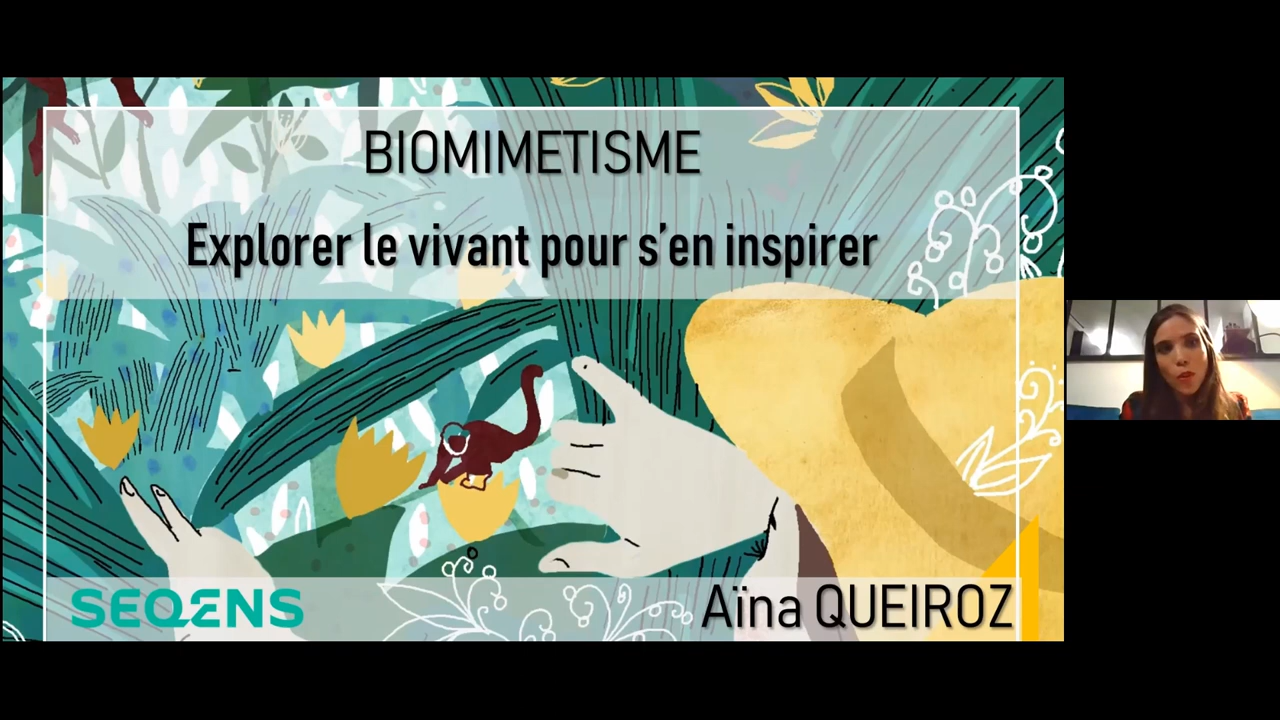 BIOMIMETISME
Explorer le vivant pour s'en inspirer
SEQENS
Aïna QUEIROZ